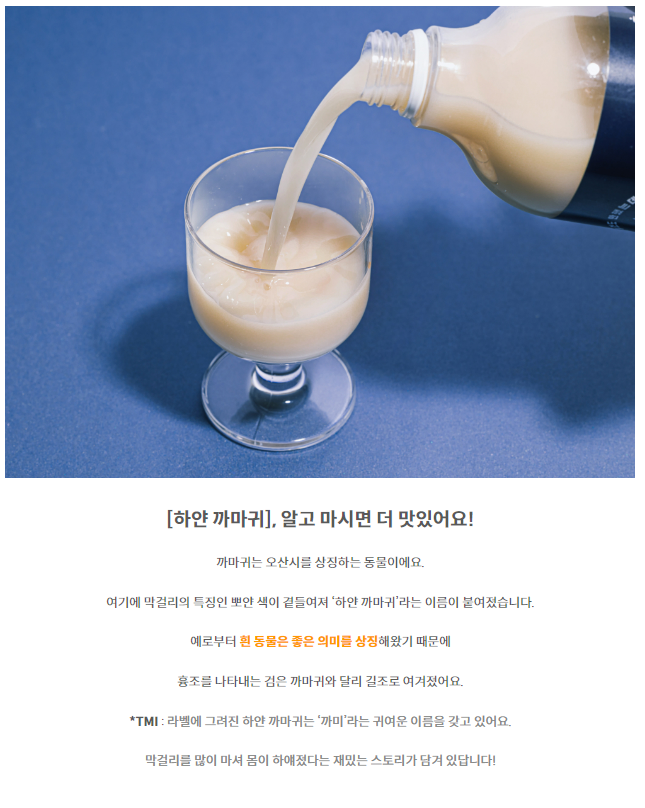 [하얀 까마귀], 알고 마시면 더 맛있어요!
까마귀는 오산시를 상징하는 동물이에요.
여기에 막걸리의 특징인 뽀얀 색이 곁들여져 ‘하얀 까마귀’라는 이름이 붙여졌습니다.
예로부터 흰 동물은 좋은 의미를 상징해왔기 때문에
흉조를 나타내는 검은 까마귀와 달리 길조로 여겨졌어요.
*TMI : 라벨에 그려진 하얀 까마귀는 ‘까미’라는 귀여운 이름을 갖고 있어요.
막걸리를 많이 마셔 몸이 하얘졌다는 재밌는 스토리가 담겨 있답니다!